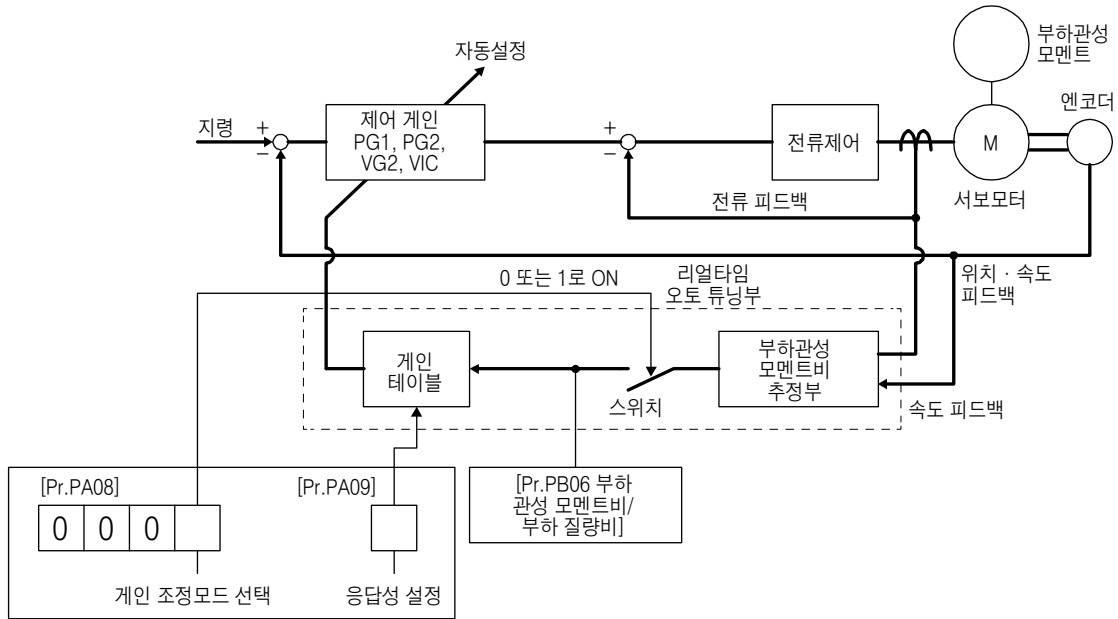 자동설정
부하관성
모멘트
엔코더
지령
+
−
제어 게인
PG1, PG2,
VG2, VIC
+
−
전류제어
M
서보모터
전류 피드백
0 또는 1로 ON
리얼타임
오토 튜닝부
위치 · 속도
피드백
게인
테이블
스위치
부하관성
모멘트비
추정부
속도 피드백
[Pr.PA08]
0 0 0
게인 조정모드 선택
[Pr.PA09]
응답성 설정
[Pr.PB06 부하
관성 모멘트비/
부하 질량비]